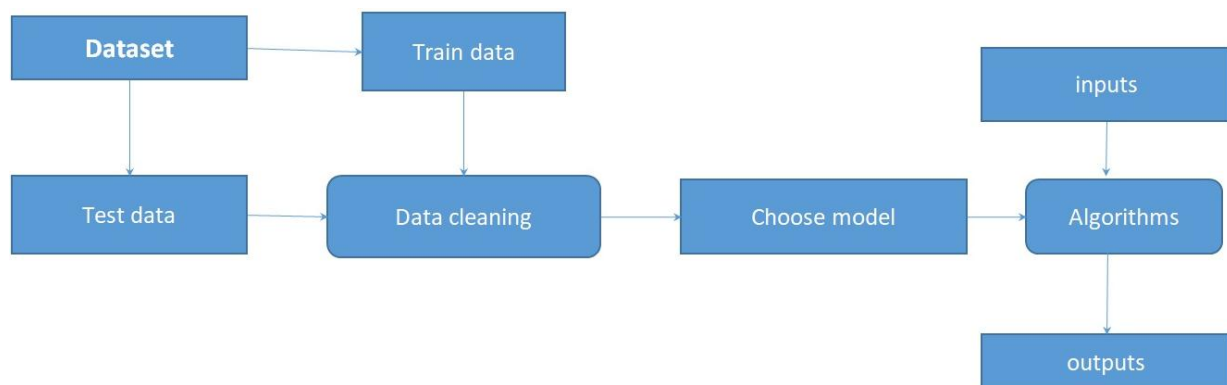 Dataset
Train data
inputs
Test data
Data cleaning
Choose model
Algorithms
outputs